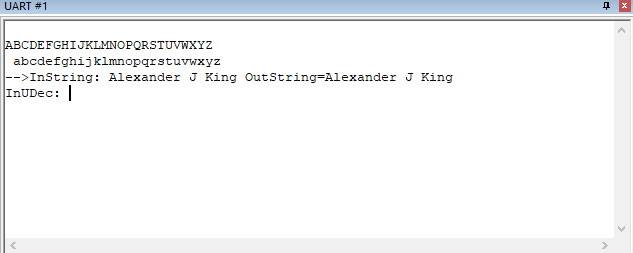 UART #1
ABCDEFGHIJKLMNOPQRSTUVWXYZ
abcdefghijklmnopqrstuvwxyz
-->InString: Alexander J King OutString=Alexander J King
InUDec: